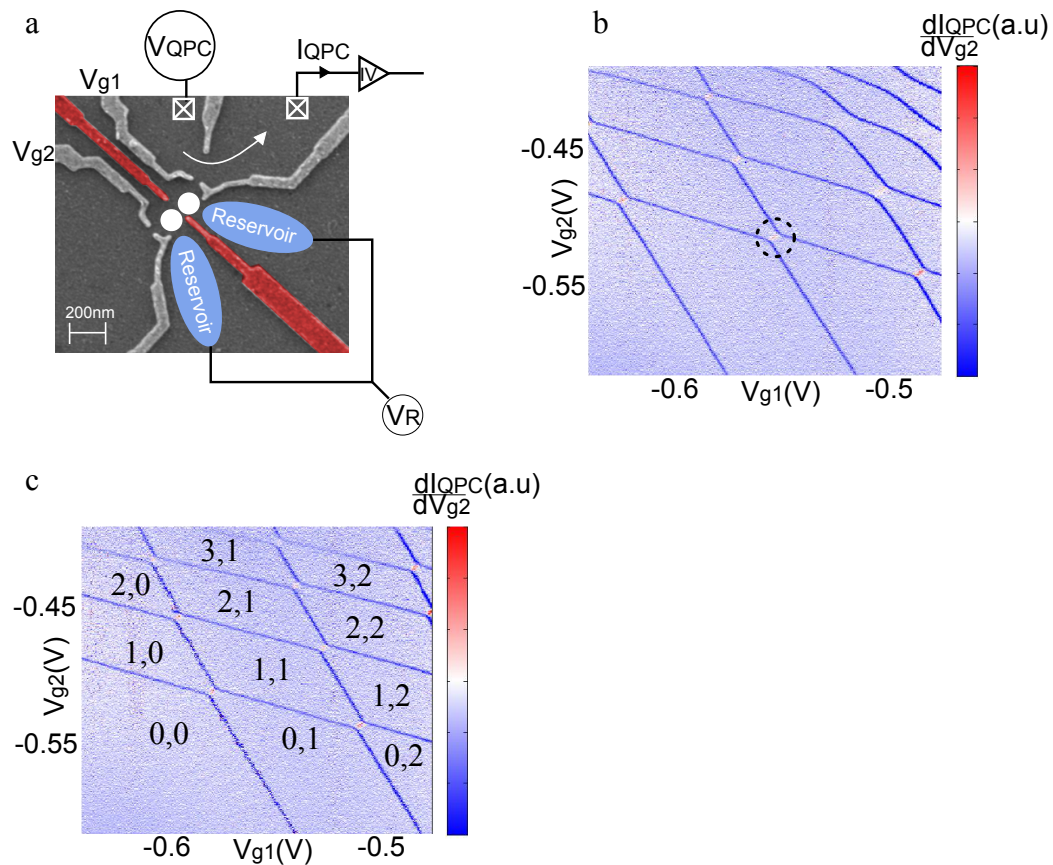 a
VQPC
IQPC
IV
Vg1
Vg2
Reservoir
Reservoir
200nm
VR
b
dIQPC(a.u)
dVg2
-0.45
-0.55
Vg2(V)
-0.6
Vg1(V)
-0.5
c
dIQPC(a.u)
dVg2
3,1
3,2
2,0
2,1
2,2
1,0
1,1
1,2
0,0
0,1
0,2
-0.45
-0.55
Vg2(V)
-0.6
Vg1(V)
-0.5